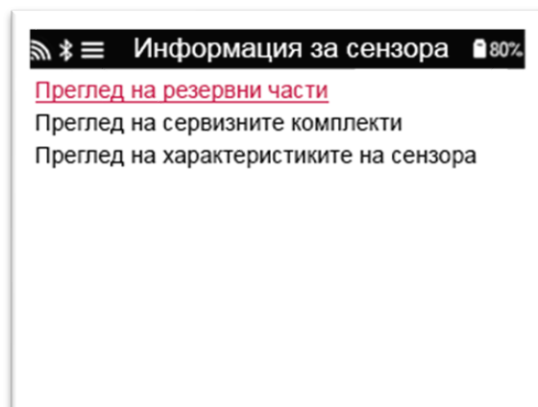 Информация за сензора 80%
Преглед на резервни части
Преглед на сервизните комплекти
Преглед на характеристиките на сензора